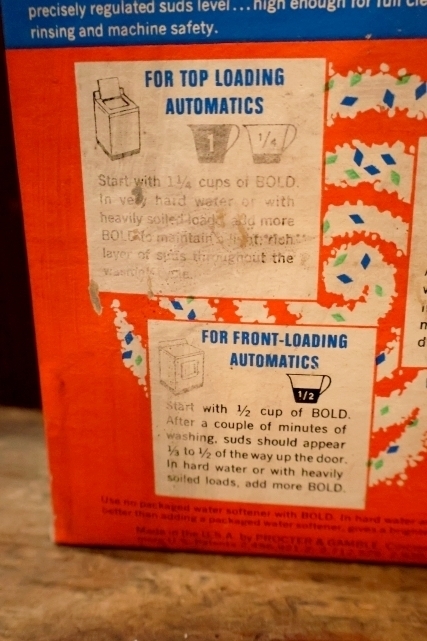 precisely regulated suds level...high enough for full cle
rinsing and machine safety.
FOR TOP LOADING
AUTOMATICS
1 1/4
Start with 1¼ cups of BOLD.
In very hard water or with
heavily soiled loads, add more
BOLD to maintain a light, "rich"
layer of suds throughout the
FOR FRONT-LOADING
AUTOMATICS
1/2
Start with ½ cup of BOLD.
After a couple of minutes of
washing, suds should appear
⅓ to ½ of the way up the door.
In hard water or with heavily
soiled loads, add more BOLD.
Use no packaged water softener with BOLD. In hard water
better than adding a packaged water softener, gives a brigh
Made in the U.S.A. by PROCTER & GAMBLE,